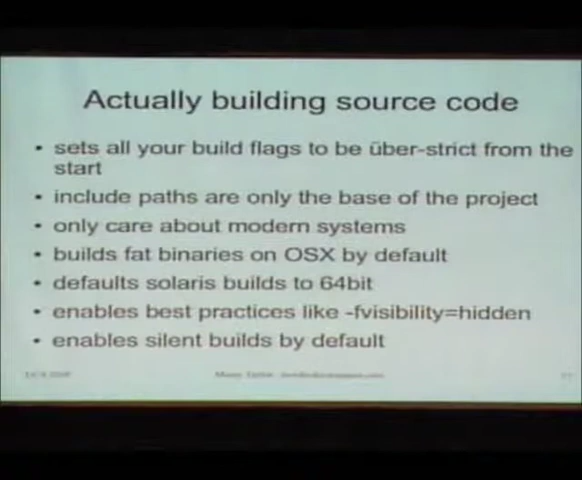 Actually building source code
• sets all your build flags to be über-strict from the
start
• include paths are only the base of the project
• only care about modern systems
• builds fat binaries on OSX by default
• defaults solaris builds to 64bit
• enables best practices like -fvisibility=hidden
• enables silent builds by default